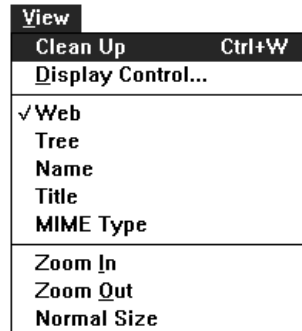 View
Clean Up Ctrl+W
Display Control...
√Web
Tree
Name
Title
MIME Type
Zoom In
Zoom Out
Normal Size